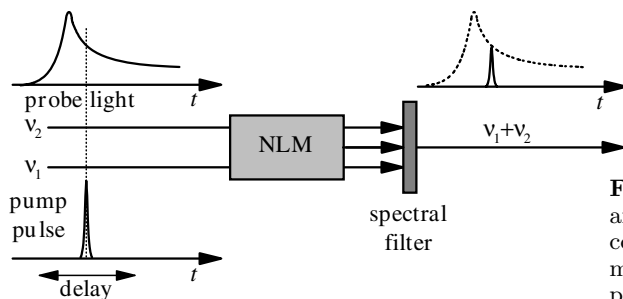 t
probe light
ν₂
ν₁
NLM
pump
pulse
t
delay
spectral
filter
t
ν₁+ν₂
F
a
c
m
p